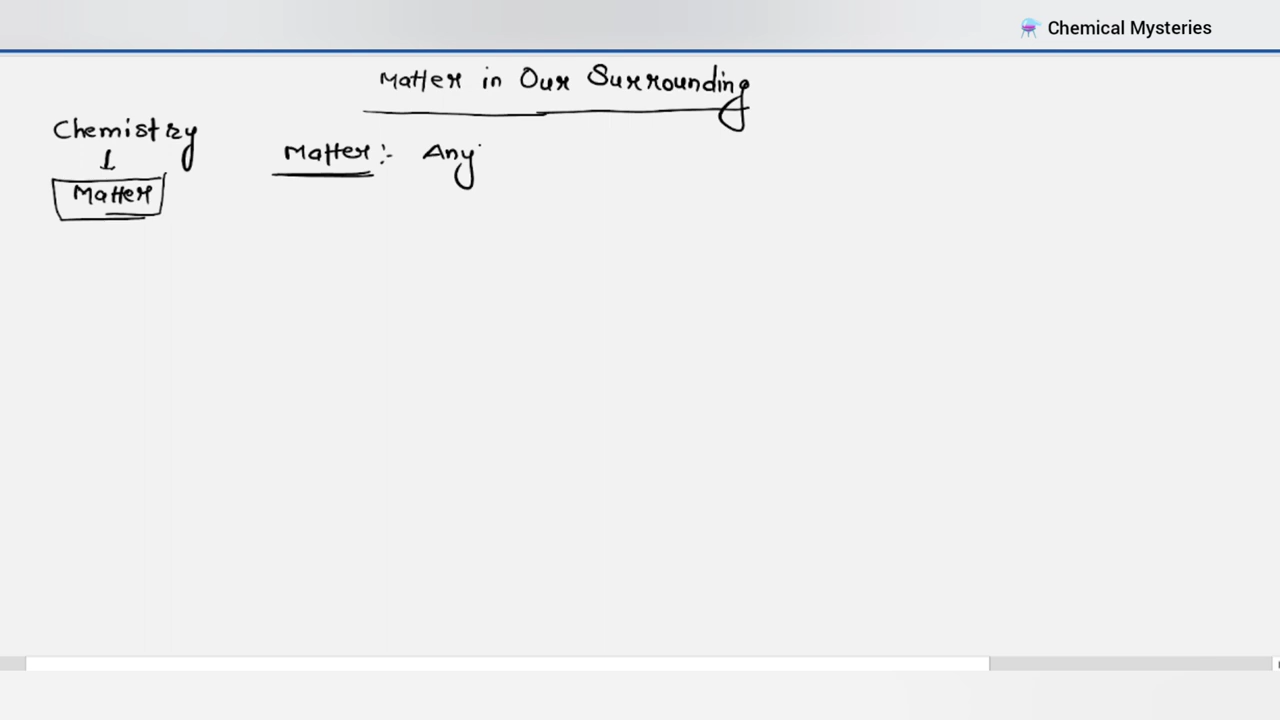 Chemical Mysteries
Matter in Our Surrounding
Chemistry
Matter
Matter :- Any